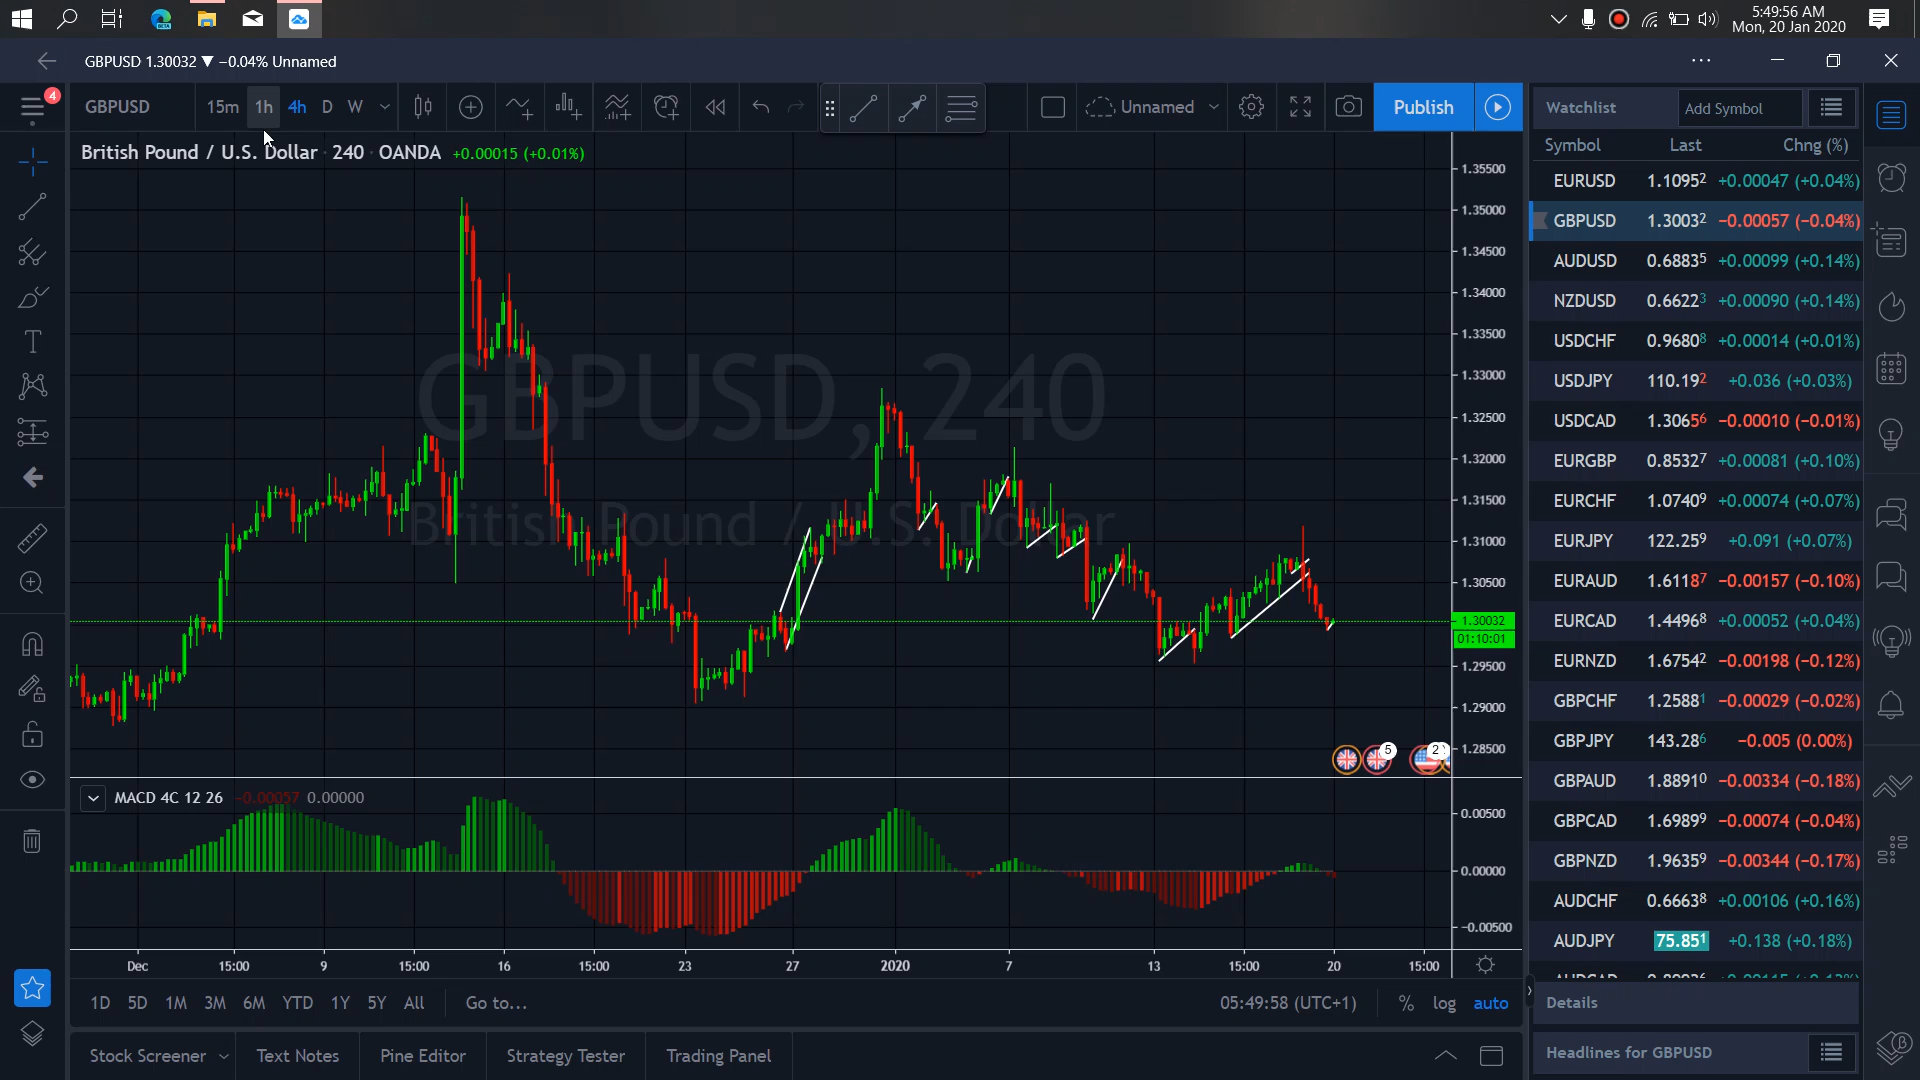 5:49:56 AM
Mon, 20 Jan 2020
GBPUSD 1.30032 ▼ −0.04% Unnamed
4
GBPUSD 15m 1h 4h D W Unnamed Publish
Watchlist Add Symbol
British Pound / U.S. Dollar 240 OANDA +0.00015 (+0.01%)
GBPUSD, 240
British Pound / U.S. Dollar
1.35500
1.35000
1.34500
1.34000
1.33500
1.33000
1.32500
1.32000
1.31500
1.31000
1.30500
1.30032
01:10:01
1.29500
1.29000
1.28500
5 2
MACD 4C 12 26 −0.00057 0.00000
0.00500
0.00000
−0.00500
Dec 15:00 9 15:00 16 15:00 23 27 2020 7 13 15:00 20 15:00
1D 5D 1M 3M 6M YTD 1Y 5Y All Go to... 05:49:58 (UTC+1) % log auto
Stock Screener Text Notes Pine Editor Strategy Tester Trading Panel
Symbol Last Chng (%)
EURUSD 1.10952 +0.00047 (+0.04%)
GBPUSD 1.30032 −0.00057 (−0.04%)
AUDUSD 0.68835 +0.00099 (+0.14%)
NZDUSD 0.66223 +0.00090 (+0.14%)
USDCHF 0.96808 +0.00014 (+0.01%)
USDJPY 110.192 +0.036 (+0.03%)
USDCAD 1.30656 −0.00010 (−0.01%)
EURGBP 0.85327 +0.00081 (+0.10%)
EURCHF 1.07409 +0.00074 (+0.07%)
EURJPY 122.259 +0.091 (+0.07%)
EURAUD 1.61187 −0.00157 (−0.10%)
EURCAD 1.44968 +0.00052 (+0.04%)
EURNZD 1.67542 −0.00198 (−0.12%)
GBPCHF 1.25881 −0.00029 (−0.02%)
GBPJPY 143.286 −0.005 (0.00%)
GBPAUD 1.88910 −0.00334 (−0.18%)
GBPCAD 1.69899 −0.00074 (−0.04%)
GBPNZD 1.96359 −0.00344 (−0.17%)
AUDCHF 0.66638 +0.00106 (+0.16%)
AUDJPY 75.851 +0.138 (+0.18%)
Details
Headlines for GBPUSD